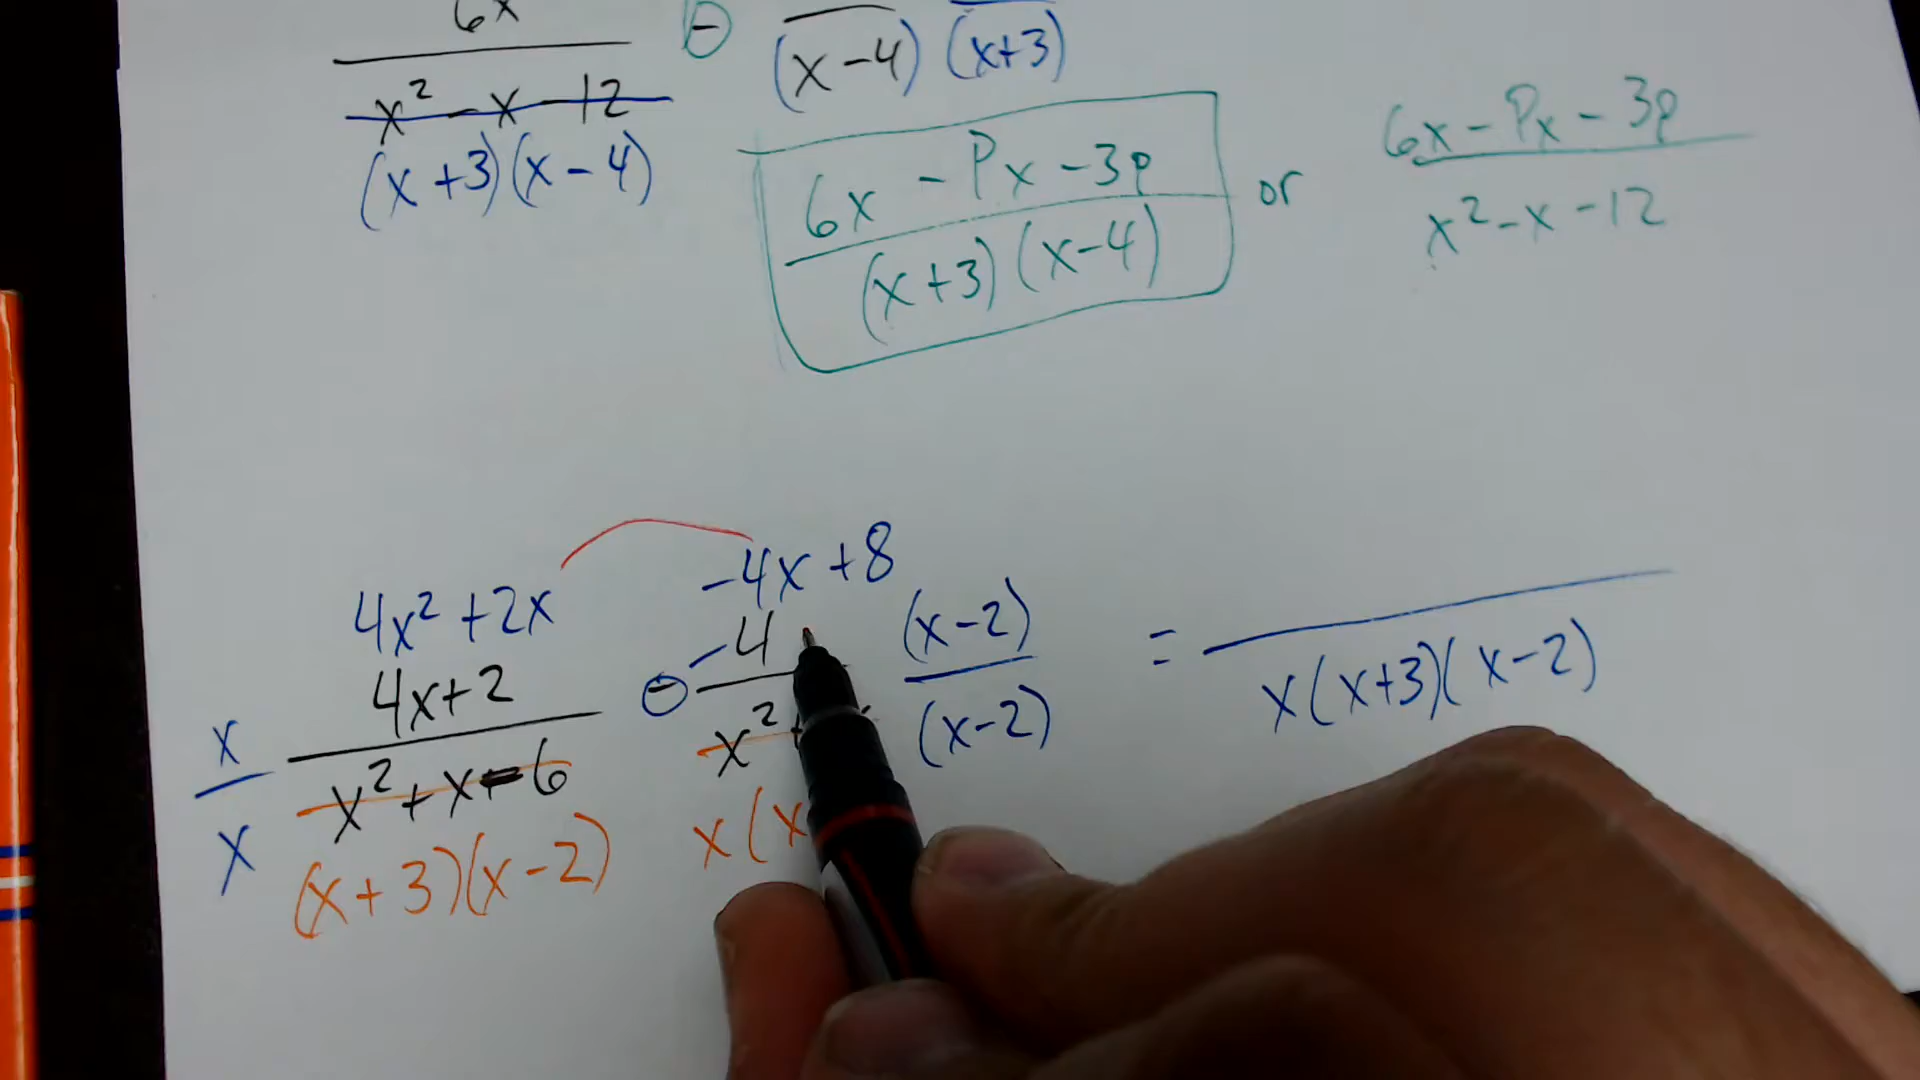 6x
x² - x - 12
(x+3)(x-4)
-
(x-4) (x+3)
6x - Px - 3p
(x+3)(x-4)
or
6x - Px - 3p
x² - x - 12
4x² + 2x
4x+2
x² + x - 6
(x+3)(x-2)
x
x
-
-4x+8
-4
x² +
x(x
(x-2)
(x-2)
=
x(x+3)(x-2)